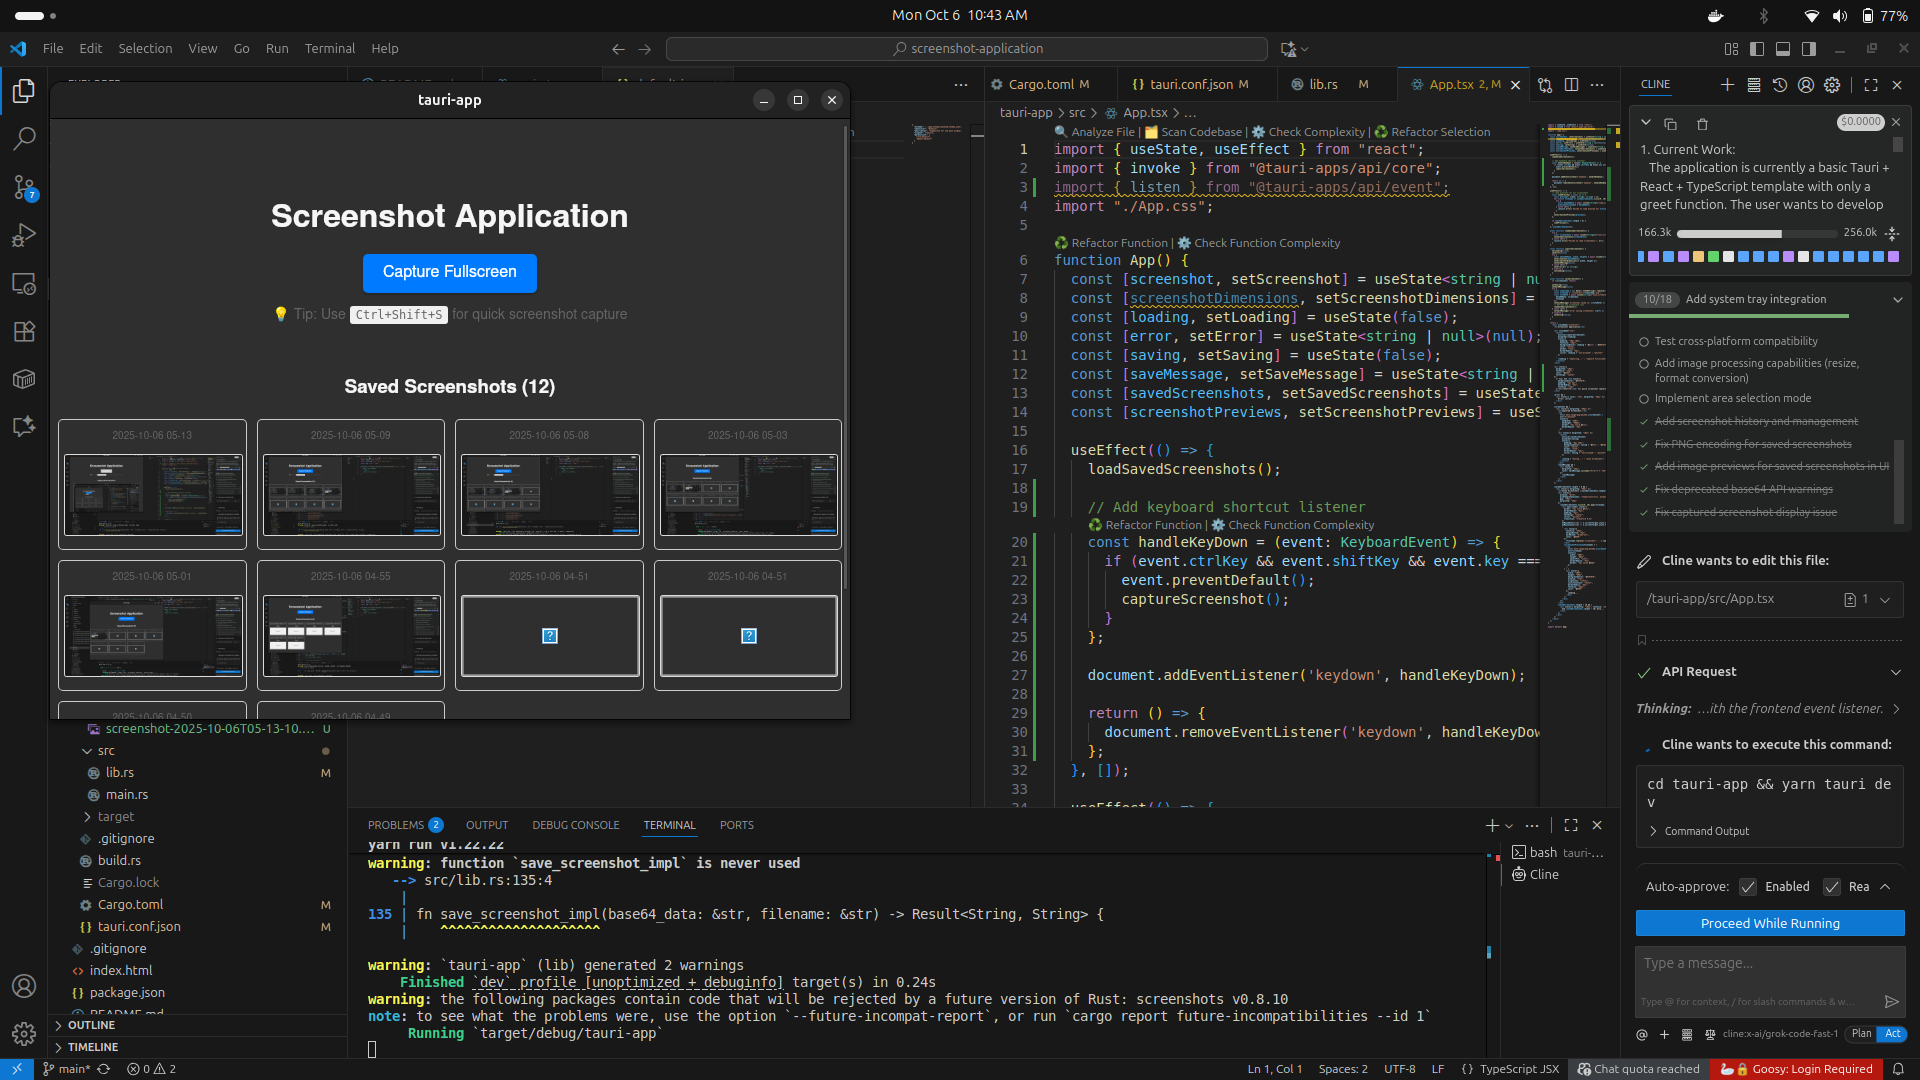 Mon Oct 6 10:43 AM
77%
File Edit Selection View Go Run Terminal Help
screenshot-application
tauri-app
Screenshot Application
Capture Fullscreen
💡 Tip: Use Ctrl+Shift+S for quick screenshot capture
Saved Screenshots (12)
2025-10-06 05-13
2025-10-06 05-09
2025-10-06 05-08
2025-10-06 05-03
2025-10-06 05-01
2025-10-06 04-55
2025-10-06 04-51
2025-10-06 04-51
2025-10-06 04-50
2025-10-06 04-49
7
screenshot-2025-10-06T05-13-10.... U
src
lib.rs M
main.rs
target
.gitignore
build.rs
Cargo.lock
Cargo.toml M
tauri.conf.json M
.gitignore
index.html
package.json
README.md
OUTLINE
TIMELINE
Cargo.toml M
tauri.conf.json M
lib.rs M
App.tsx 2, M
tauri-app > src > App.tsx > ...
🔍 Analyze File | Scan Codebase | ⚙️ Check Complexity | ♻️ Refactor Selection
1 import { useState, useEffect } from "react";
2 import { invoke } from "@tauri-apps/api/core";
3 import { listen } from "@tauri-apps/api/event";
4 import "./App.css";
5
♻️ Refactor Function | ⚙️ Check Function Complexity
6 function App() {
7 const [screenshot, setScreenshot] = useState<string | nu
8 const [screenshotDimensions, setScreenshotDimensions] =
9 const [loading, setLoading] = useState(false);
10 const [error, setError] = useState<string | null>(null);
11 const [saving, setSaving] = useState(false);
12 const [saveMessage, setSaveMessage] = useState<string |
13 const [savedScreenshots, setSavedScreenshots] = useState
14 const [screenshotPreviews, setScreenshotPreviews] = useS
15
16 useEffect(() => {
17 loadSavedScreenshots();
18
19 // Add keyboard shortcut listener
♻️ Refactor Function | ⚙️ Check Function Complexity
20 const handleKeyDown = (event: KeyboardEvent) => {
21 if (event.ctrlKey && event.shiftKey && event.key ===
22 event.preventDefault();
23 captureScreenshot();
24 }
25 };
26
27 document.addEventListener('keydown', handleKeyDown);
28
29 return () => {
30 document.removeEventListener('keydown', handleKeyDow
31 };
32 }, []);
33
34 useEffect(() => {
PROBLEMS 2 OUTPUT DEBUG CONSOLE TERMINAL PORTS
yarn run v1.22.22
warning: function `save_screenshot_impl` is never used
--> src/lib.rs:135:4
|
135 | fn save_screenshot_impl(base64_data: &str, filename: &str) -> Result<String, String> {
| ^^^^^^^^^^^^^^^^^^^^
warning: `tauri-app` (lib) generated 2 warnings
Finished `dev` profile [unoptimized + debuginfo] target(s) in 0.24s
warning: the following packages contain code that will be rejected by a future version of Rust: screenshots v0.8.10
note: to see what the problems were, use the option `--future-incompat-report`, or run `cargo report future-incompatibilities --id 1`
Running `target/debug/tauri-app`
bash tauri-...
Cline
CLINE
$0.0000
1. Current Work:
The application is currently a basic Tauri +
React + TypeScript template with only a
greet function. The user wants to develop
166.3k 256.0k
10/18 Add system tray integration
Test cross-platform compatibility
Add image processing capabilities (resize,
format conversion)
Implement area selection mode
Add screenshot history and management
Fix PNG encoding for saved screenshots
Add image previews for saved screenshots in UI
Fix deprecated base64 API warnings
Fix captured screenshot display issue
Cline wants to edit this file:
/tauri-app/src/App.tsx 1
API Request
Thinking: ...ith the frontend event listener.
Cline wants to execute this command:
cd tauri-app && yarn tauri de
v
Command Output
Auto-approve: Enabled Rea
Proceed While Running
Type a message...
Type @ for context, / for slash commands & w...
cline:x-ai/grok-code-fast-1 Plan Act
main* 0 2
Ln 1, Col 1 Spaces: 2 UTF-8 LF { } TypeScript JSX Chat quota reached Goosy: Login Required